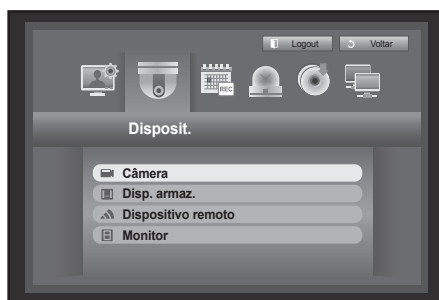 Logout Voltar
REC
Disposit.
Câmera
Disp. armaz.
Dispositivo remoto
Monitor